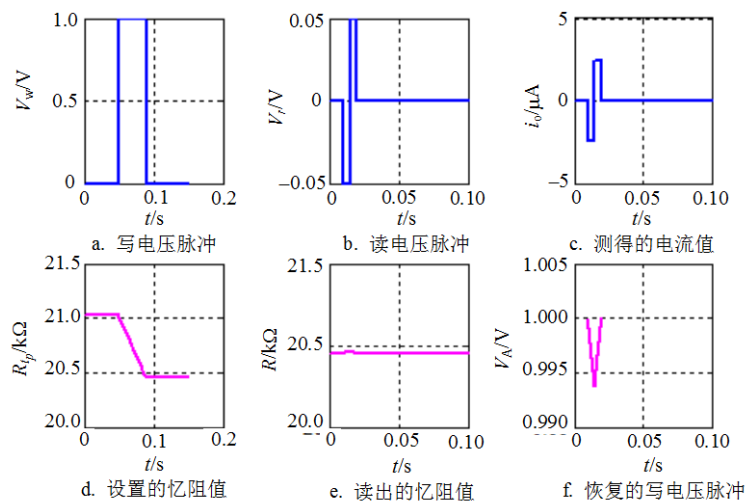 1.0
0.5
0
V_w/V
0
0.1
0.2
t/s
a. 写电压脉冲
0.05
0
−0.05
V_r/V
0
0.05
0.10
t/s
b. 读电压脉冲
5
0
−5
i_o/μA
0
0.05
0.10
t/s
c. 测得的电流值
21.5
21.0
20.5
20.0
R_{t_p}/kΩ
0
0.1
0.2
t/s
d. 设置的忆阻值
21.5
20.5
20.0
R/kΩ
0
0.05
0.10
t/s
e. 读出的忆阻值
1.005
1.000
0.995
0.990
V_A/V
0
0.05
0.10
t/s
f. 恢复的写电压脉冲